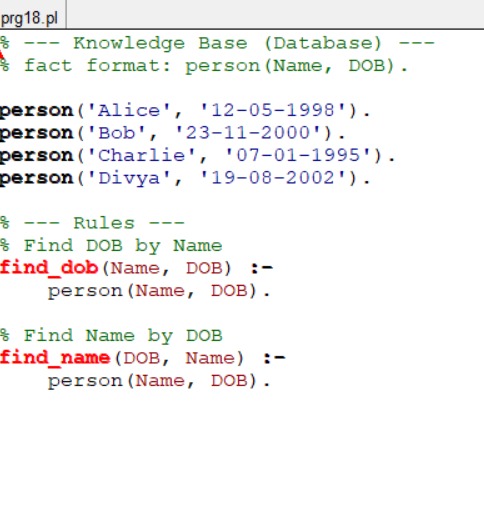 prg18.pl
% --- Knowledge Base (Database) ---
% fact format: person(Name, DOB).
person('Alice', '12-05-1998').
person('Bob', '23-11-2000').
person('Charlie', '07-01-1995').
person('Divya', '19-08-2002').
% --- Rules ---
% Find DOB by Name
find_dob(Name, DOB) :-
    person(Name, DOB).
% Find Name by DOB
find_name(DOB, Name) :-
    person(Name, DOB).